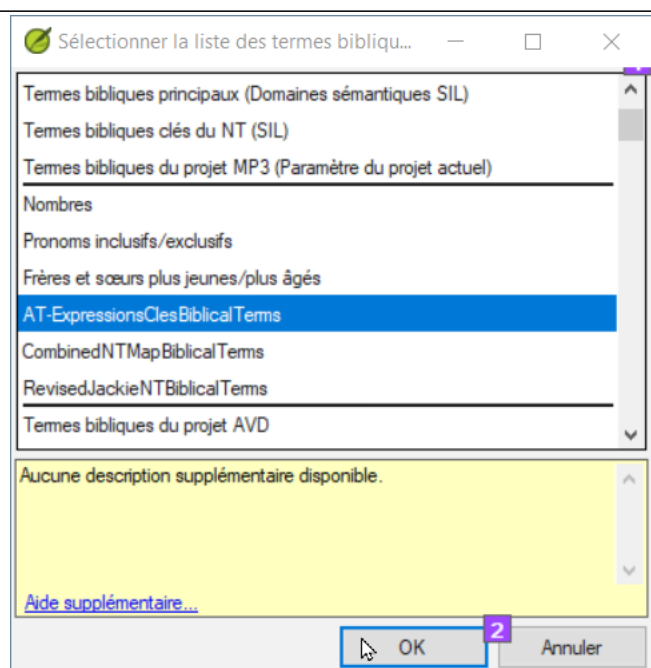 Sélectionner la liste des termes bibliqu...
Termes bibliques principaux (Domaines sémantiques SIL)
Termes bibliques clés du NT (SIL)
Termes bibliques du projet MP3 (Paramètre du projet actuel)
Nombres
Pronoms inclusifs/exclusifs
Frères et sœurs plus jeunes/plus âgés
AT-ExpressionsClesBiblicalTerms
CombinedNTMapBiblicalTerms
RevisedJackieNTBiblicalTerms
Termes bibliques du projet AVD
Aucune description supplémentaire disponible.
Aide supplémentaire...
OK
2
Annuler